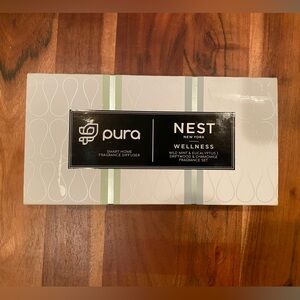 pura
SMART HOME
FRAGRANCE DIFFUSER
NEST
NEW YORK
WELLNESS
WILD MINT & EUCALYPTUS |
DRIFTWOOD & CHAMOMILE
FRAGRANCE SET